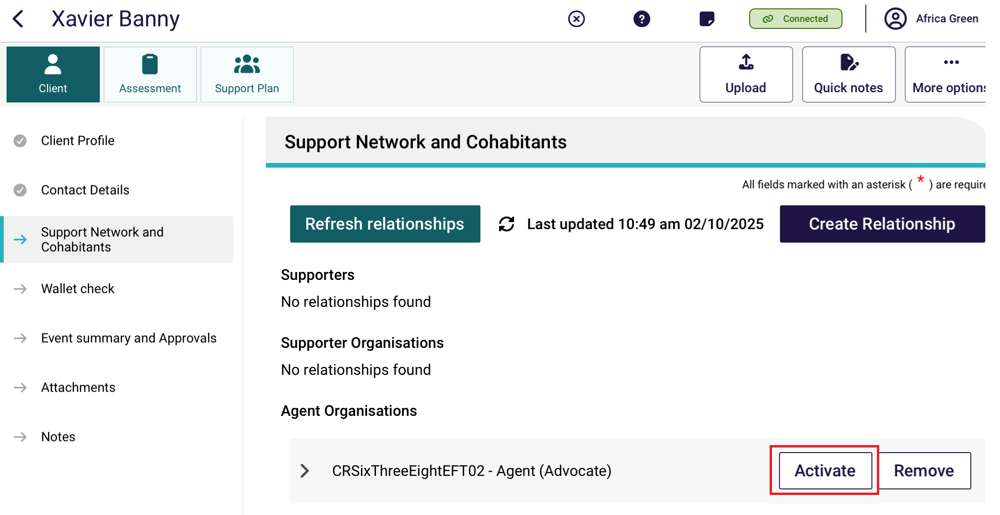 Xavier Banny
Connected
Africa Green
Client
Assessment
Support Plan
Upload
Quick notes
More options
Client Profile
Contact Details
Support Network and
Cohabitants
Wallet check
Event summary and Approvals
Attachments
Notes
Support Network and Cohabitants
All fields marked with an asterisk ( * ) are require
Refresh relationships
Last updated 10:49 am 02/10/2025
Create Relationship
Supporters
No relationships found
Supporter Organisations
No relationships found
Agent Organisations
CRSixThreeEightEFT02 - Agent (Advocate)
Activate
Remove